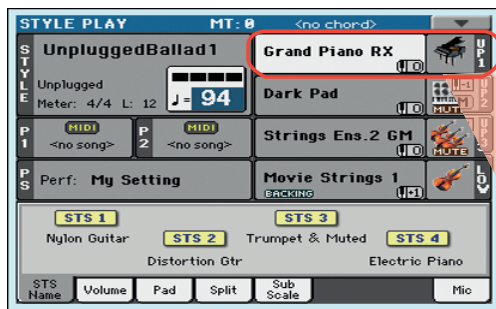 STYLE PLAY MT: 0 <no chord>
STYLE
UnpluggedBallad1
Unplugged
Meter: 4/4 L: 12 ♩= 94
Grand Piano RX
0
UP1
Dark Pad
0
MUT
-1
UP2
P1 MIDI <no song>
P2 MIDI <no song>
Strings Ens.2 GM
0
MUTE
UP3
PS Perf: My Setting
Movie Strings 1
BACKING +1
LOW
STS 1
Nylon Guitar
STS 2
Distortion Gtr
STS 3
Trumpet & Muted
STS 4
Electric Piano
STS Name Volume Pad Split Sub Scale Mic